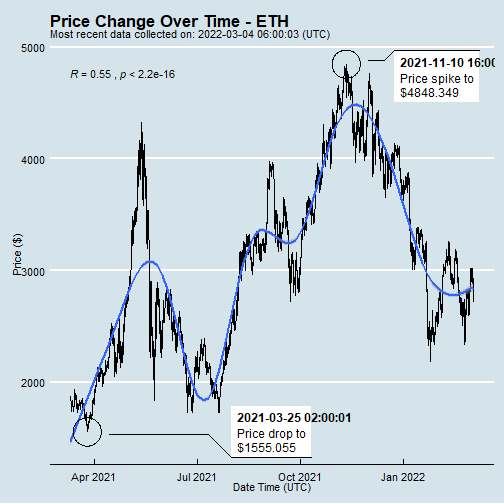 Price Change Over Time - ETH
Most recent data collected on: 2022-03-04 06:00:03 (UTC)
5000
2021-11-10 16:00
Price spike to
$4848.349
R = 0.55 , p < 2.2e-16
4000
Price ($)
3000
2000
2021-03-25 02:00:01
Price drop to
$1555.055
Apr 2021
Jul 2021
Oct 2021
Jan 2022
Date Time (UTC)